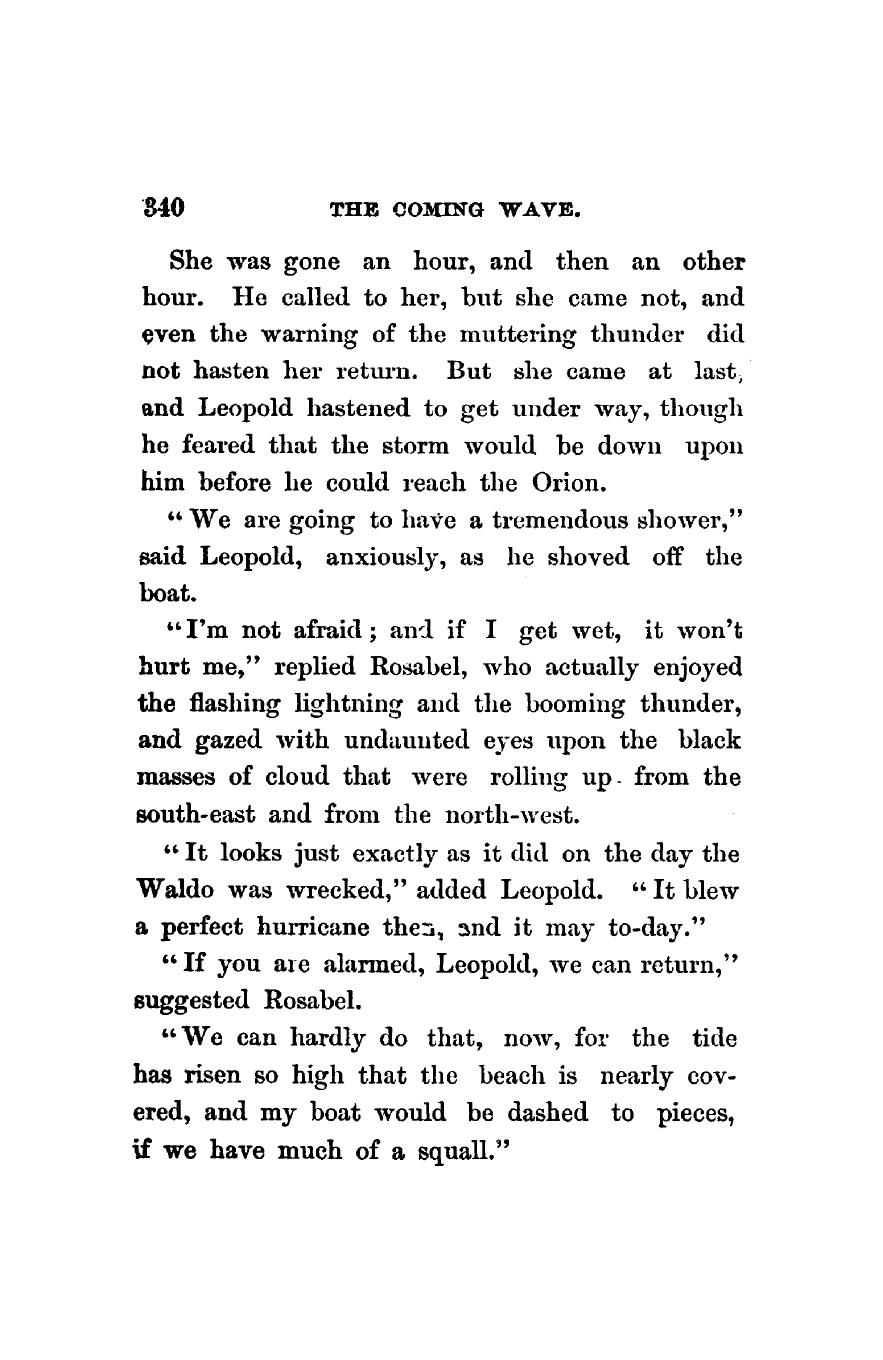 340 THE COMING WAVE.
She was gone an hour, and then an other
hour. He called to her, but she came not, and
even the warning of the muttering thunder did
not hasten her return. But she came at last,
and Leopold hastened to get under way, though
he feared that the storm would be down upon
him before he could reach the Orion.
“We are going to have a tremendous shower,”
said Leopold, anxiously, as he shoved off the
boat.
“I’m not afraid; and if I get wet, it won’t
hurt me,” replied Rosabel, who actually enjoyed
the flashing lightning and the booming thunder,
and gazed with undaunted eyes upon the black
masses of cloud that were rolling up from the
south-east and from the north-west.
“It looks just exactly as it did on the day the
Waldo was wrecked,” added Leopold. “It blew
a perfect hurricane then, and it may to-day.”
“If you are alarmed, Leopold, we can return,”
suggested Rosabel.
“We can hardly do that, now, for the tide
has risen so high that the beach is nearly cov-
ered, and my boat would be dashed to pieces,
if we have much of a squall.”